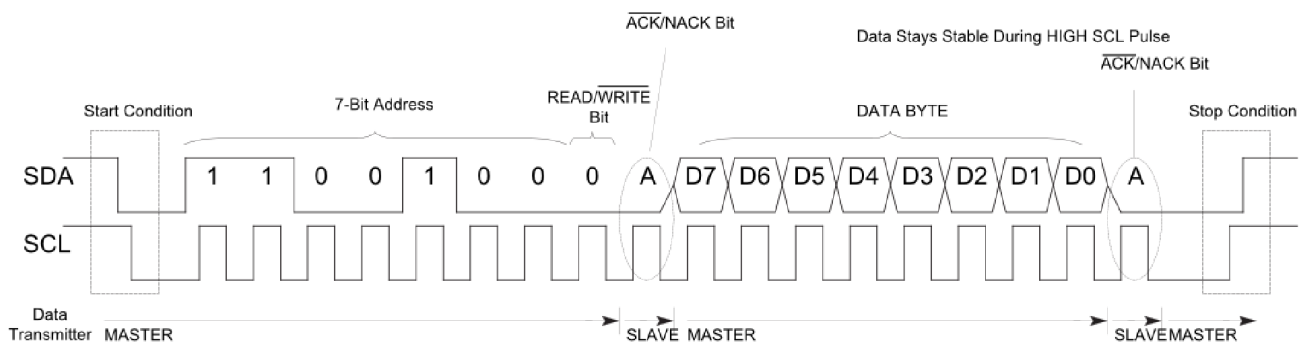 ACK/NACK Bit
Data Stays Stable During HIGH SCL Pulse
ACK/NACK Bit
Start Condition
7-Bit Address
READ/WRITE
Bit
DATA BYTE
Stop Condition
SDA 1 1 0 0 1 0 0 0 0 A D7 D6 D5 D4 D3 D2 D1 D0 A
SCL
Data
Transmitter MASTER SLAVE MASTER SLAVE MASTER